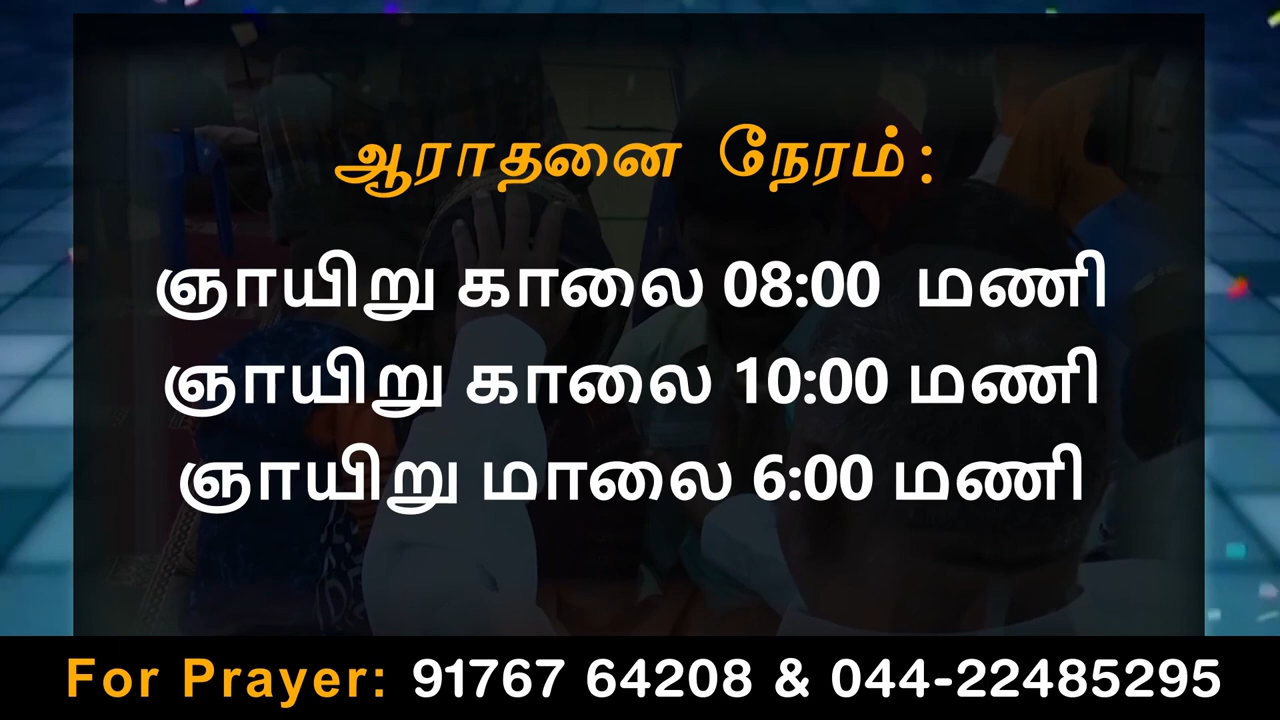 ஆராதனை நேரம்:
ஞாயிறு காலை 08:00 மணி
ஞாயிறு காலை 10:00 மணி
ஞாயிறு மாலை 6:00 மணி
For Prayer: 91767 64208 & 044-22485295